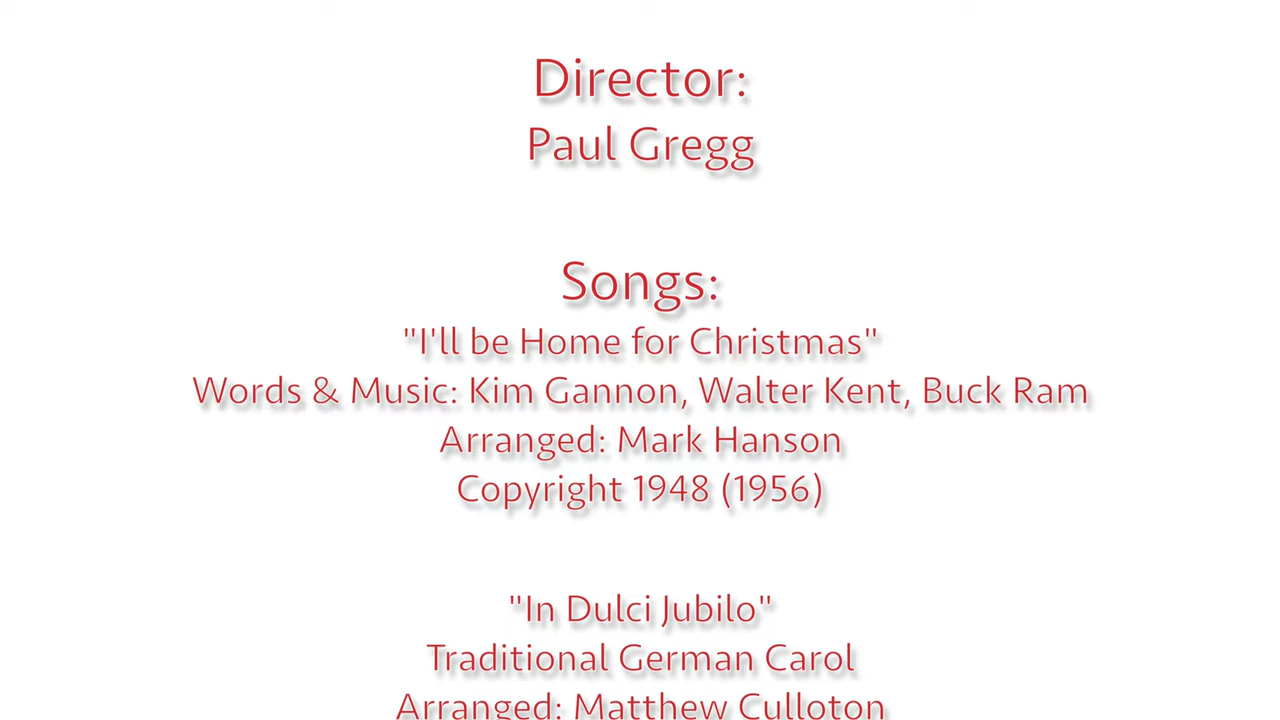 Director:
Paul Gregg
Songs:
"I'll be Home for Christmas"
Words & Music: Kim Gannon, Walter Kent, Buck Ram
Arranged: Mark Hanson
Copyright 1948 (1956)
"In Dulci Jubilo"
Traditional German Carol
Arranged: Matthew Culloton